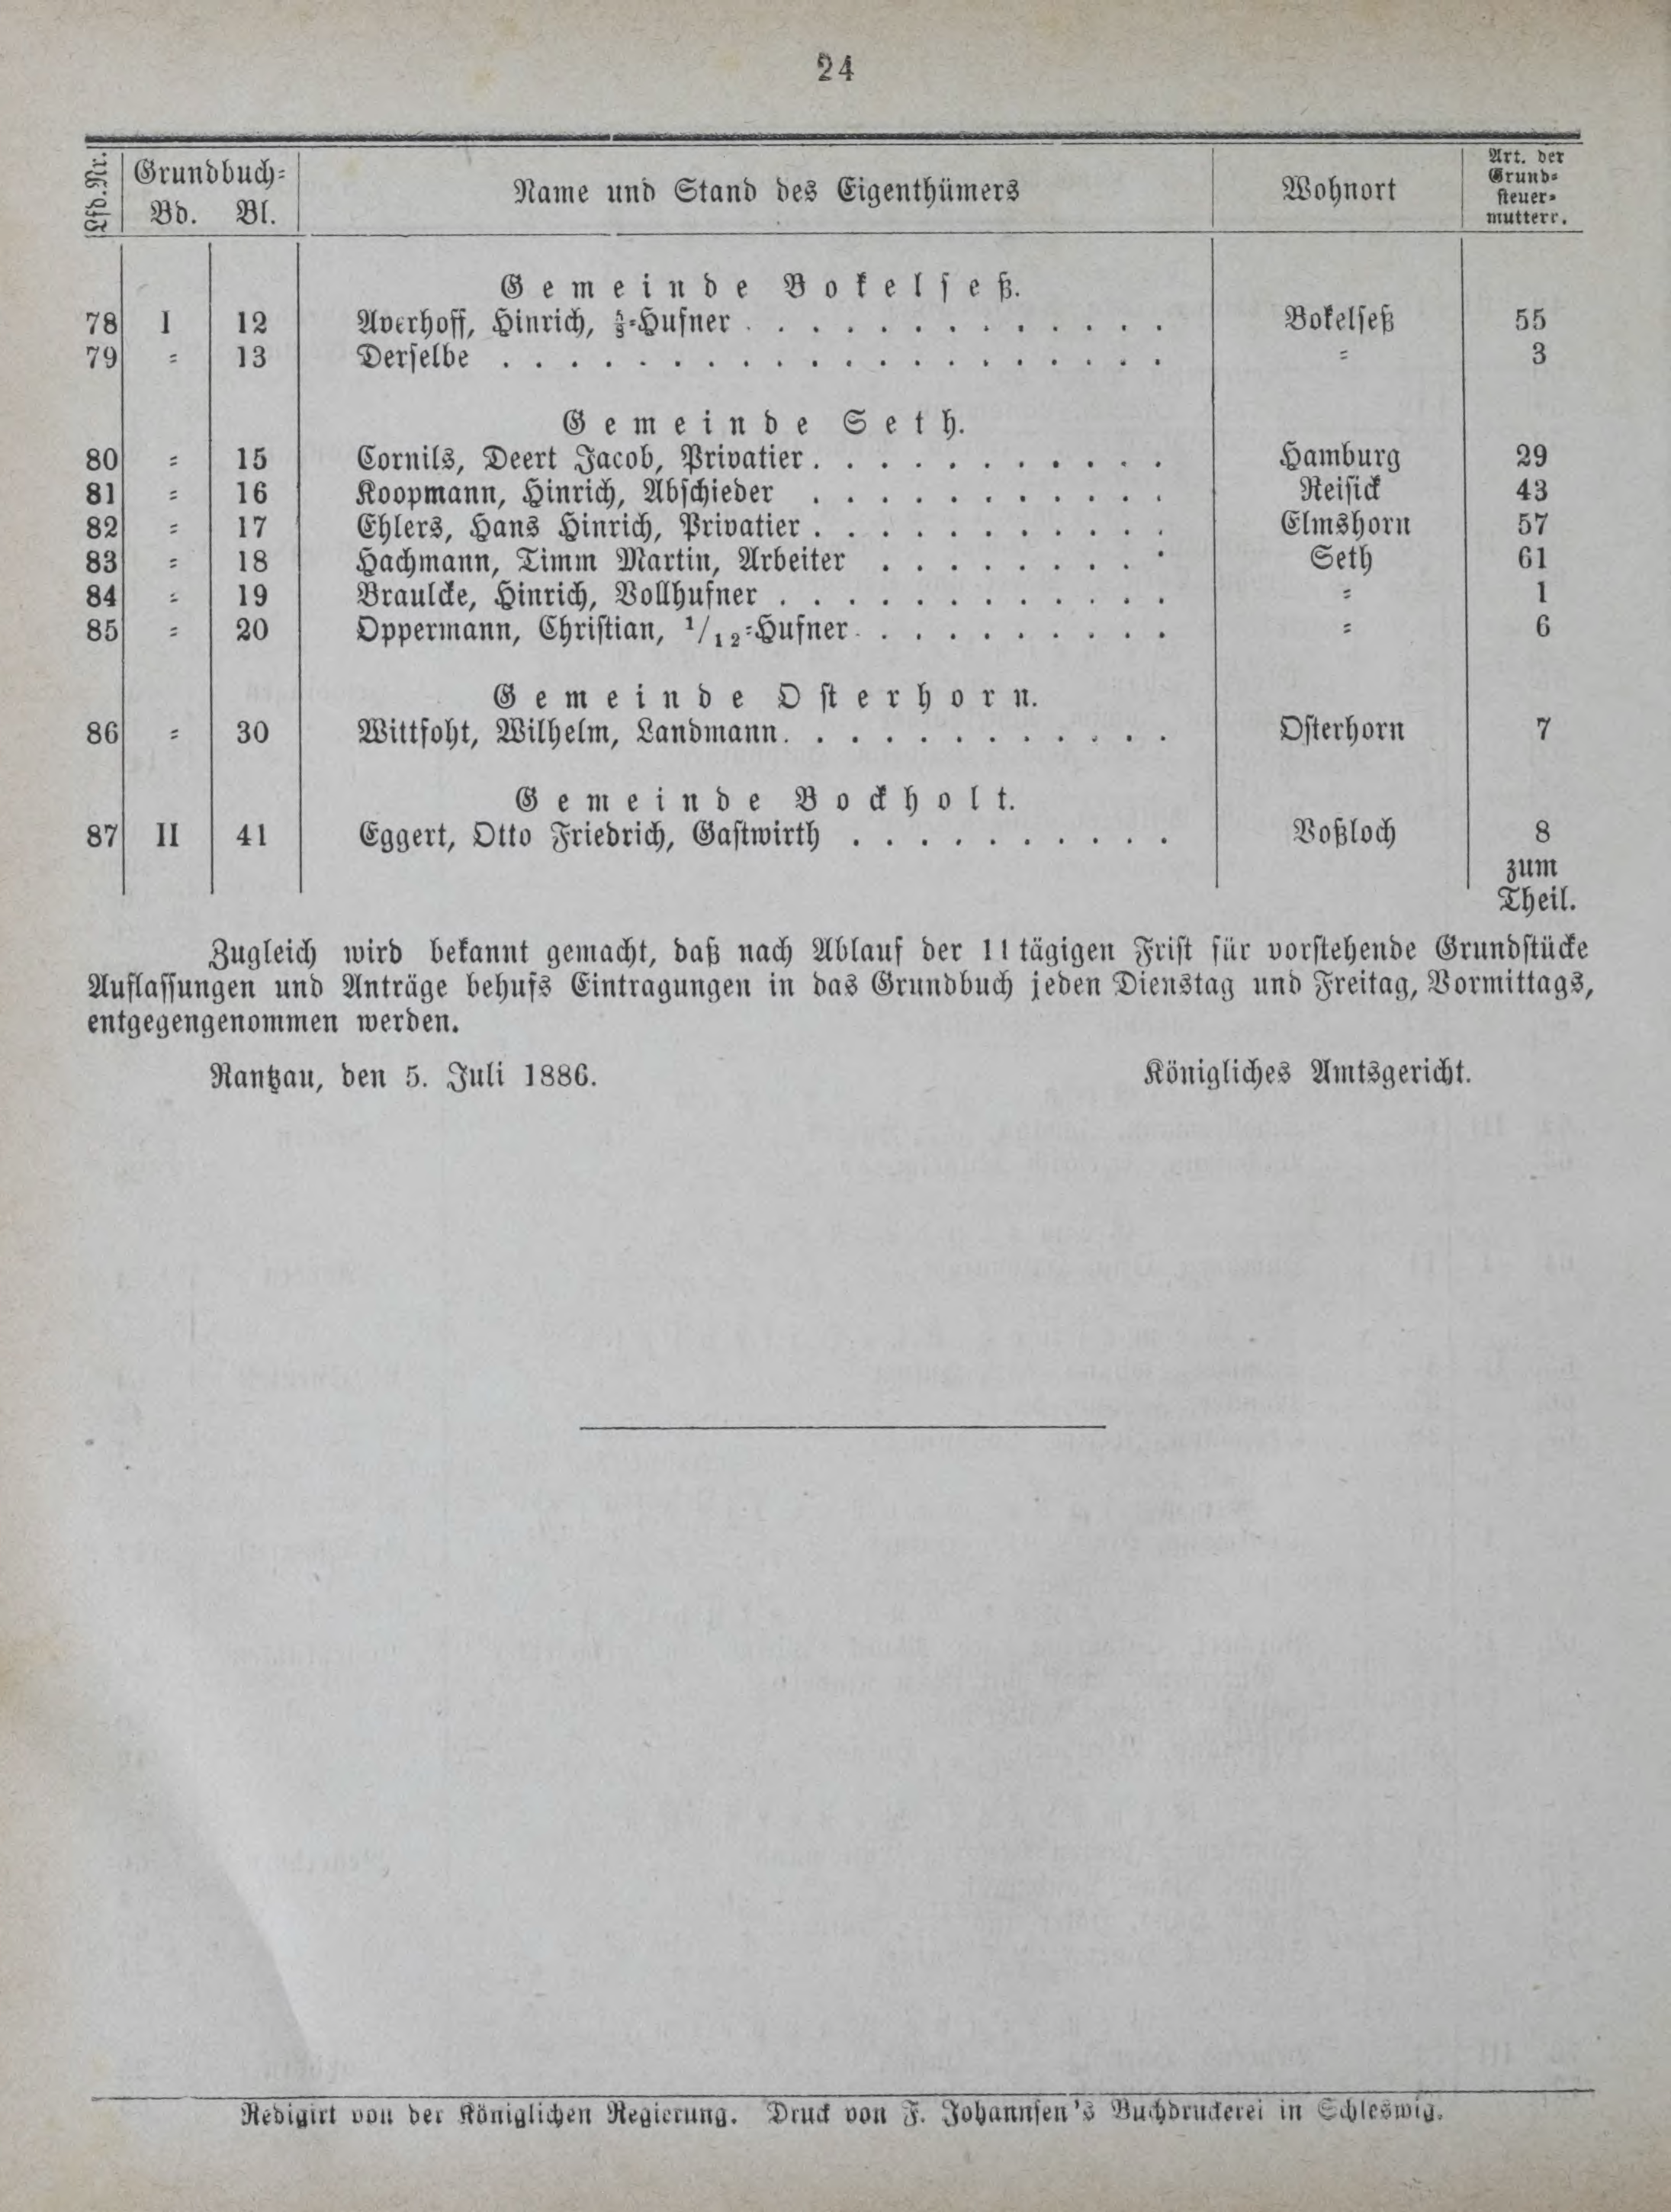 24
Lfd. Nr. Grundbuch= Name und Stand des Eigenthümers Wohnort Art. der Grund= steuer= mutterr.
Bd. Bl.
Gemeinde Bokelseß.
78 I 12 Averhoff, Hinrich, =Hufner . . . . . . . . . . . . . Bokelseß 55
79 = 13 Derselbe . . . . . . . . . . . . . . . . . . . . = 3
Gemeinde Seth.
80 = 15 Cornils, Deert Jacob, Privatier . . . . . . . . . . . Hamburg 29
81 = 16 Koopmann, Hinrich, Abschieder . . . . . . . . . . . Reisick 43
82 = 17 Ehlers, Hans Hinrich, Privatier . . . . . . . . . . . Elmshorn 57
83 = 18 Hachmann, Timm Martin, Arbeiter . . . . . . . . . Seth 61
84 = 19 Braulcke, Hinrich, Vollhufner . . . . . . . . . . . . = 1
85 = 20 Oppermann, Christian, 1/12=Hufner . . . . . . . . . . = 6
Gemeinde Osterhorn.
86 = 30 Wittfoht, Wilhelm, Landmann . . . . . . . . . . . . Osterhorn 7
Gemeinde Bockholt.
87 II 41 Eggert, Otto Friedrich, Gastwirth . . . . . . . . . . Voßloch 8
zum
Theil.
Zugleich wird bekannt gemacht, daß nach Ablauf der 11 tägigen Frist für vorstehende Grundstücke
Auflassungen und Anträge behufs Eintragungen in das Grundbuch jeden Dienstag und Freitag, Vormittags,
entgegengenommen werden.
Rantzau, den 5. Juli 1886. Königliches Amtsgericht.
Redigirt von der Königlichen Regierung. Druck von F. Johannsen's Buchdruckerei in Schleswig.